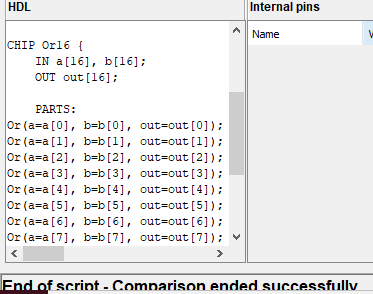 HDL
Internal pins
Name
CHIP Or16 {
IN a[16], b[16];
OUT out[16];
PARTS:
Or(a=a[0], b=b[0], out=out[0]);
Or(a=a[1], b=b[1], out=out[1]);
Or(a=a[2], b=b[2], out=out[2]);
Or(a=a[3], b=b[3], out=out[3]);
Or(a=a[4], b=b[4], out=out[4]);
Or(a=a[5], b=b[5], out=out[5]);
Or(a=a[6], b=b[6], out=out[6]);
Or(a=a[7], b=b[7], out=out[7]);
End of script - Comparison ended successfully